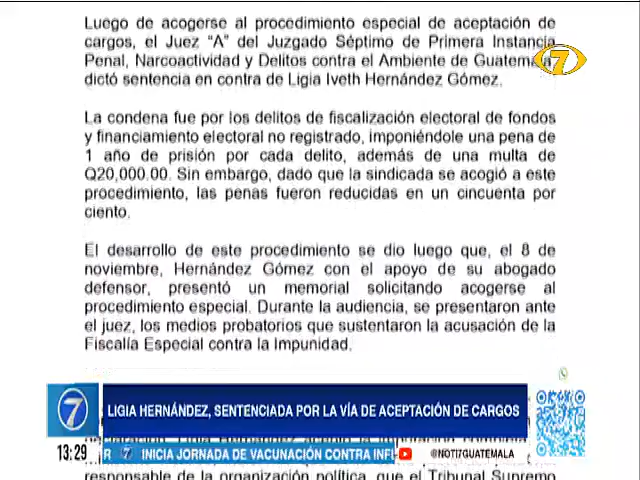 Luego de acogerse al procedimiento especial de aceptación de
cargos, el Juez "A" del Juzgado Séptimo de Primera Instancia
Penal, Narcoactividad y Delitos contra el Ambiente de Guatemala,
dictó sentencia en contra de Ligia Iveth Hernández Gómez.
La condena fue por los delitos de fiscalización electoral de fondos
y financiamiento electoral no registrado, imponiéndole una pena de
1 año de prisión por cada delito, además de una multa de
Q20,000.00. Sin embargo, dado que la sindicada se acogió a este
procedimiento, las penas fueron reducidas en un cincuenta por
ciento.
El desarrollo de este procedimiento se dio luego que, el 8 de
noviembre, Hernández Gómez con el apoyo de su abogado
defensor, presentó un memorial solicitando acogerse al
procedimiento especial. Durante la audiencia, se presentaron ante
el juez, los medios probatorios que sustentaron la acusación de la
Fiscalía Especial contra la Impunidad.
7
LIGIA HERNÁNDEZ, SENTENCIADA POR LA VÍA DE ACEPTACIÓN DE CARGOS
13:29
R 7 INICIA JORNADA DE VACUNACIÓN CONTRA INFL
@NOTI7GUATEMALA
responsable de la organización política, que el Tribunal Supremo